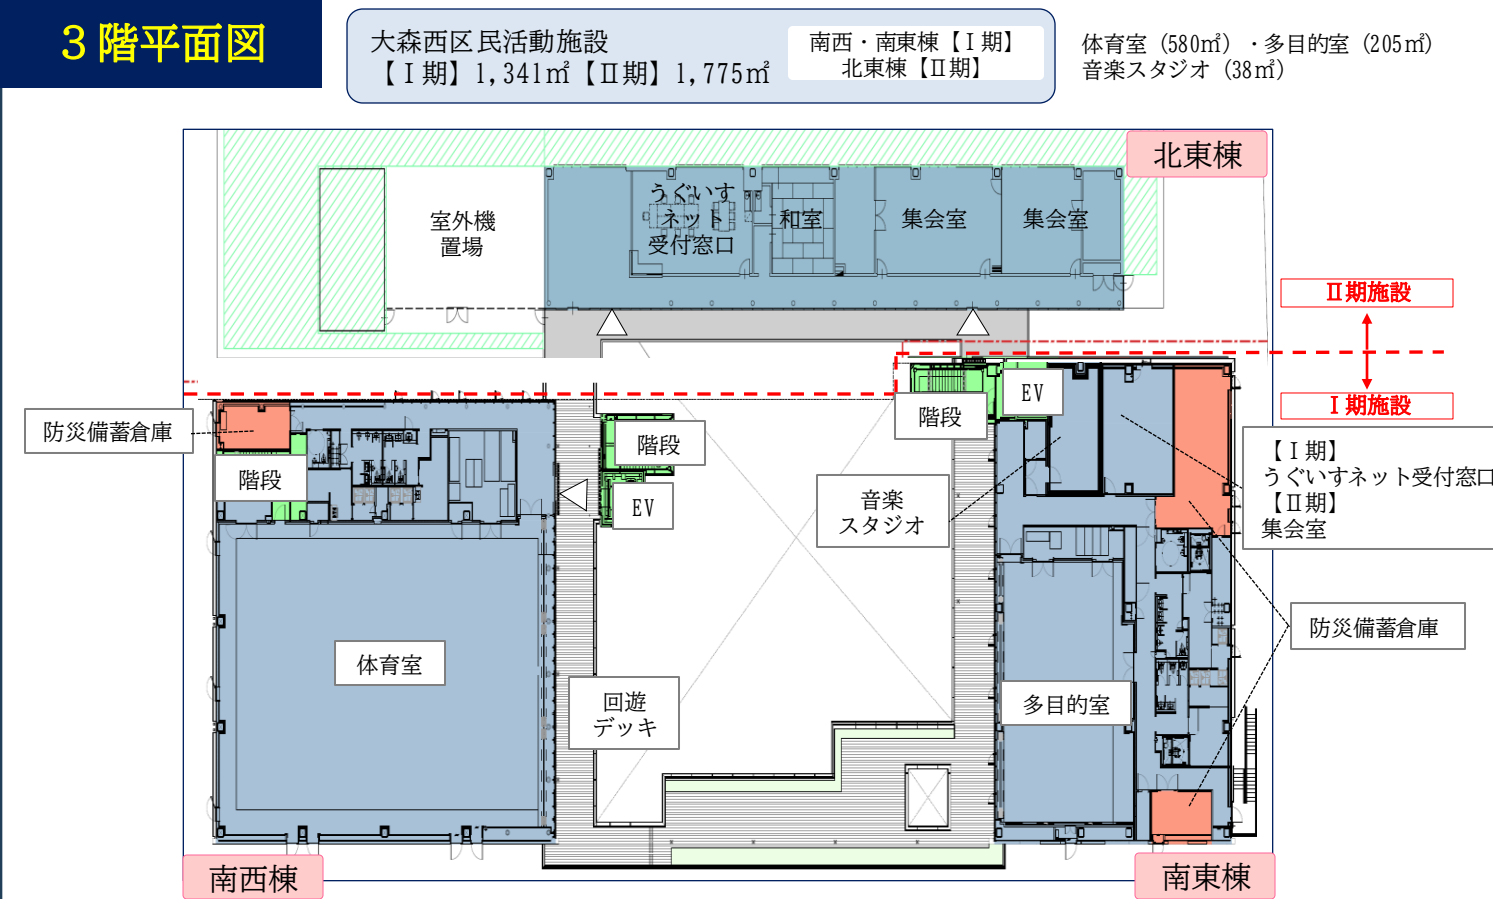 ３階平面図
大森西区民活動施設
【Ⅰ期】1,341㎡【Ⅱ期】1,775㎡
南西・南東棟【Ⅰ期】
北東棟【Ⅱ期】
体育室（580㎡）・多目的室（205㎡）
音楽スタジオ（38㎡）
北東棟
室外機
置場
うぐいす
ネット
受付窓口
和室
集会室
集会室
Ⅱ期施設
Ⅰ期施設
防災備蓄倉庫
階段
階段
EV
階段
EV
音楽
スタジオ
【Ⅰ期】
うぐいすネット受付窓口
【Ⅱ期】
集会室
防災備蓄倉庫
体育室
回遊
デッキ
多目的室
南西棟
南東棟